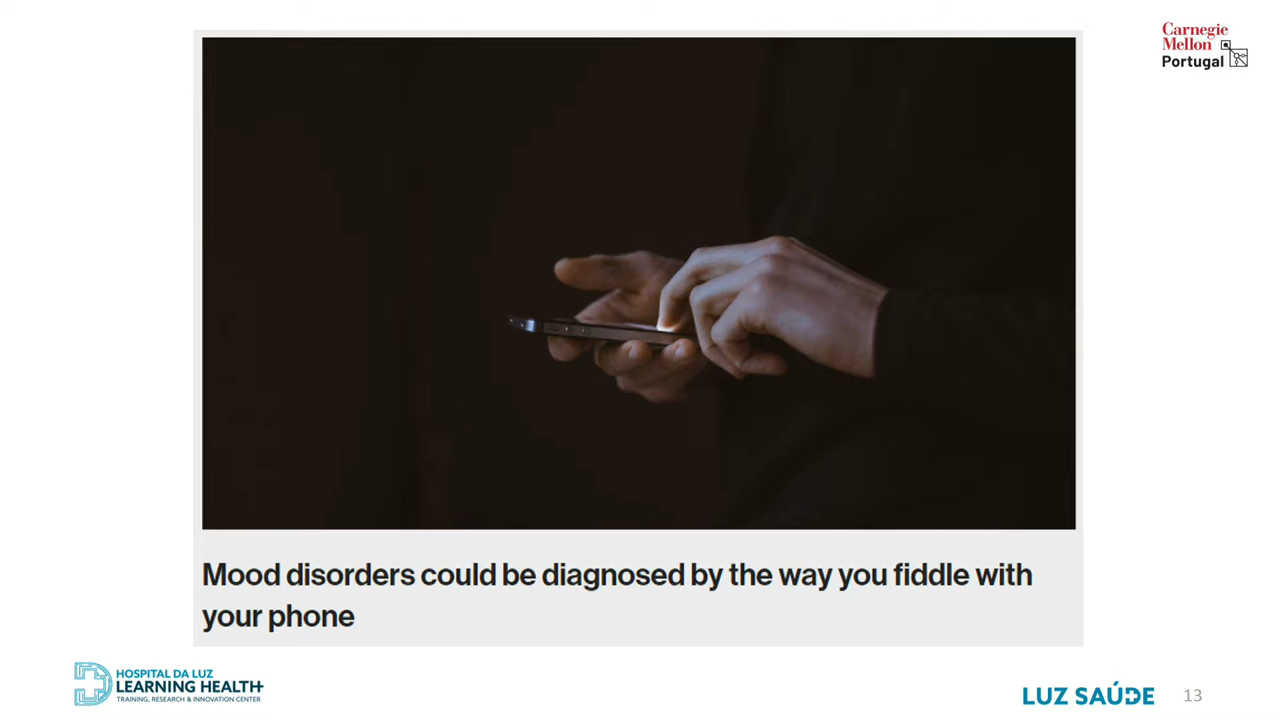 Carnegie
Mellon
Portugal
Mood disorders could be diagnosed by the way you fiddle with
your phone
HOSPITAL DA LUZ
LEARNING HEALTH+
TRAINING, RESEARCH & INNOVATION CENTER
LUZ SAÚDE
13